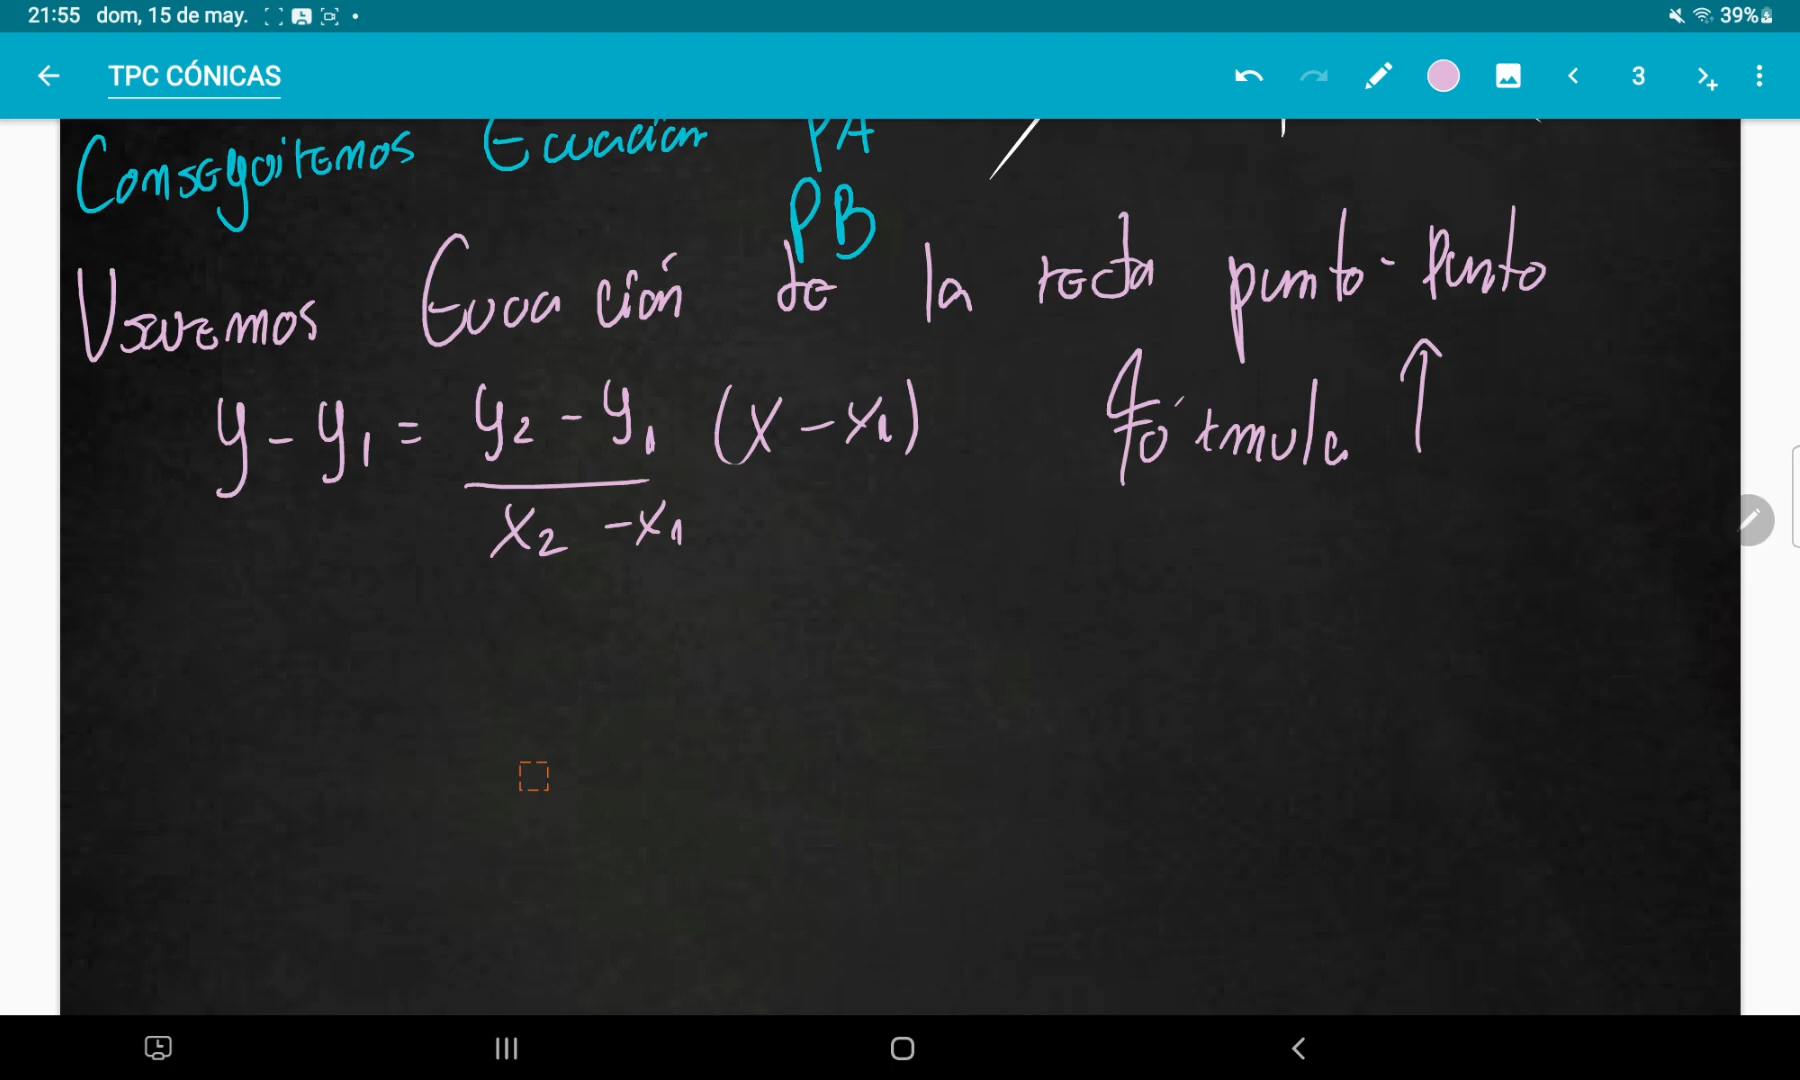 21:55 dom, 15 de may. 39%
TPC CÓNICAS 3
Conseguiremos Ecuación PA
PB
Usaremos Ecuación de la recta punto-Punto
y - y1 = y2 - y1 (x - x1) fórmula ↑
x2 - x1